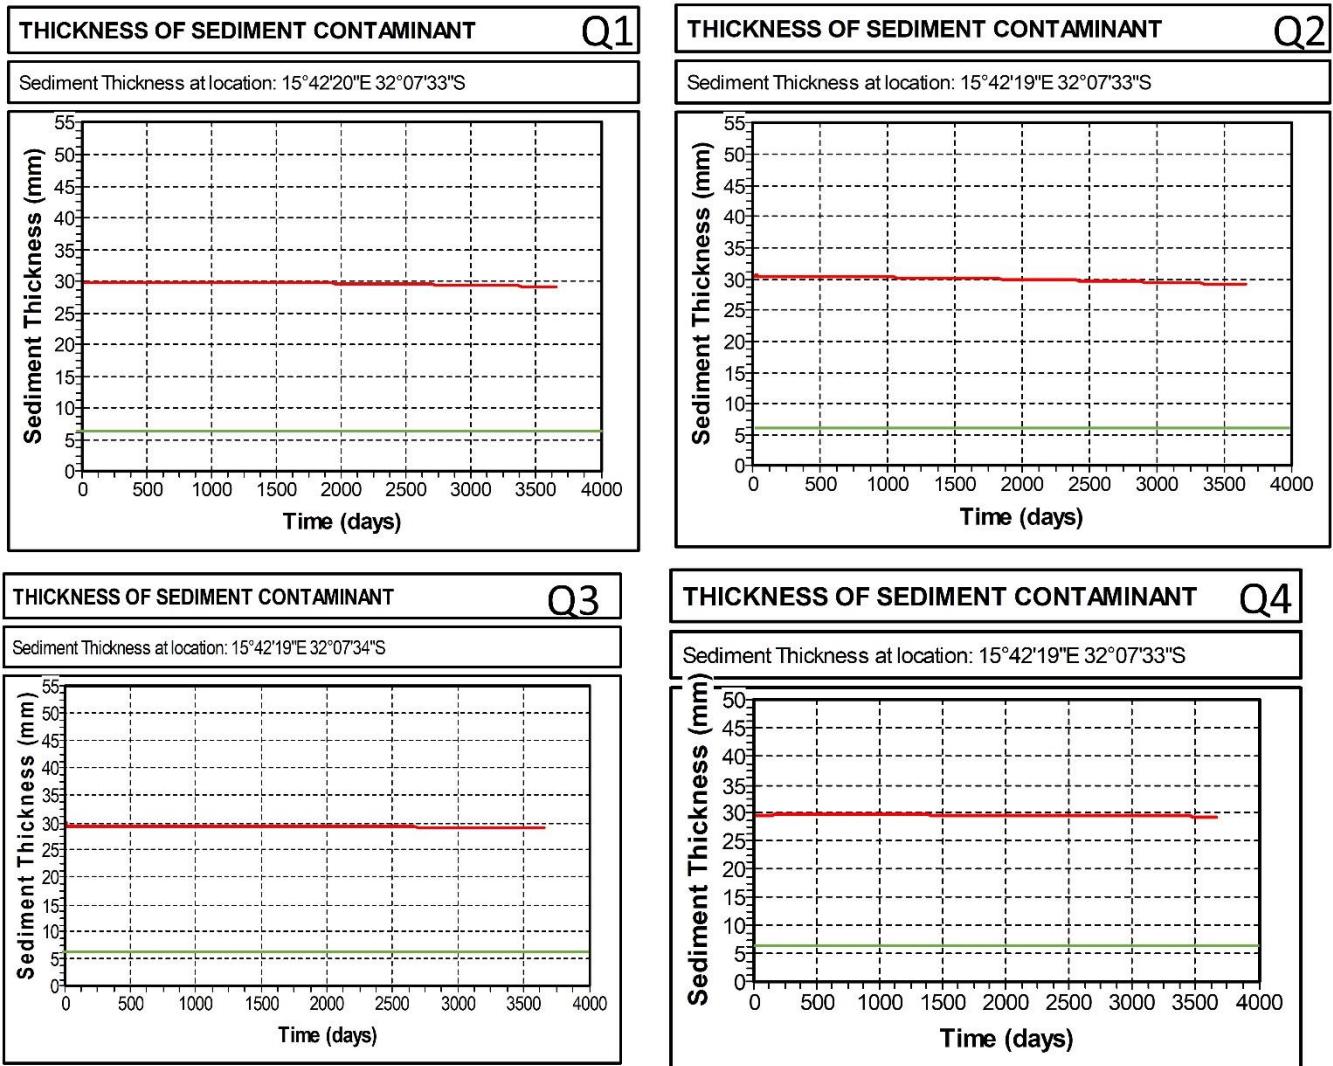 THICKNESS OF SEDIMENT CONTAMINANT Q1
Sediment Thickness at location: 15°42'20"E 32°07'33"S
Sediment Thickness (mm)
55
50
45
40
35
30
25
20
15
10
5
0
0 500 1000 1500 2000 2500 3000 3500 4000
Time (days)
THICKNESS OF SEDIMENT CONTAMINANT Q2
Sediment Thickness at location: 15°42'19"E 32°07'33"S
Sediment Thickness (mm)
55
50
45
40
35
30
25
20
15
10
5
0
0 500 1000 1500 2000 2500 3000 3500 4000
Time (days)
THICKNESS OF SEDIMENT CONTAMINANT Q3
Sediment Thickness at location: 15°42'19"E 32°07'34"S
Sediment Thickness (mm)
55
50
45
40
35
30
25
20
15
10
5
0
0 500 1000 1500 2000 2500 3000 3500 4000
Time (days)
THICKNESS OF SEDIMENT CONTAMINANT Q4
Sediment Thickness at location: 15°42'19"E 32°07'33"S
Sediment Thickness (mm)
50
45
40
35
30
25
20
15
10
5
0
0 500 1000 1500 2000 2500 3000 3500 4000
Time (days)